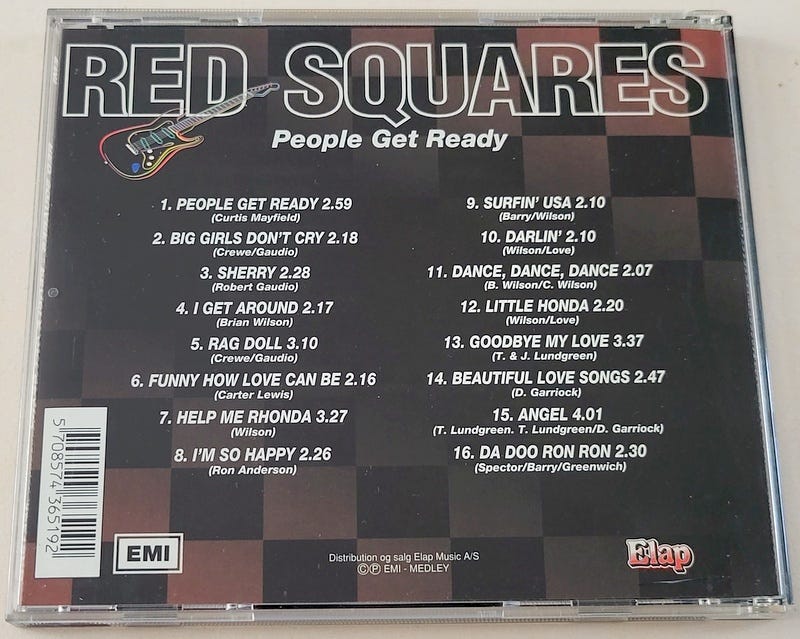 RED SQUARES
People Get Ready
1. PEOPLE GET READY 2.59
(Curtis Mayfield)
2. BIG GIRLS DON'T CRY 2.18
(Crewe/Gaudio)
3. SHERRY 2.28
(Robert Gaudio)
4. I GET AROUND 2.17
(Brian Wilson)
5. RAG DOLL 3.10
(Crewe/Gaudio)
6. FUNNY HOW LOVE CAN BE 2.16
(Carter Lewis)
7. HELP ME RHONDA 3.27
(Wilson)
8. I'M SO HAPPY 2.26
(Ron Anderson)
9. SURFIN' USA 2.10
(Barry/Wilson)
10. DARLIN' 2.10
(Wilson/Love)
11. DANCE, DANCE, DANCE 2.07
(B. Wilson/C. Wilson)
12. LITTLE HONDA 2.20
(Wilson/Love)
13. GOODBYE MY LOVE 3.37
(T. & J. Lundgreen)
14. BEAUTIFUL LOVE SONGS 2.47
(D. Garriock)
15. ANGEL 4.01
(T. Lundgreen. T. Lundgreen/D. Garriock)
16. DA DOO RON RON 2.30
(Spector/Barry/Greenwich)
5 708574 365192
EMI
Distribution og salg Elap Music A/S
©℗ EMI - MEDLEY
Elap